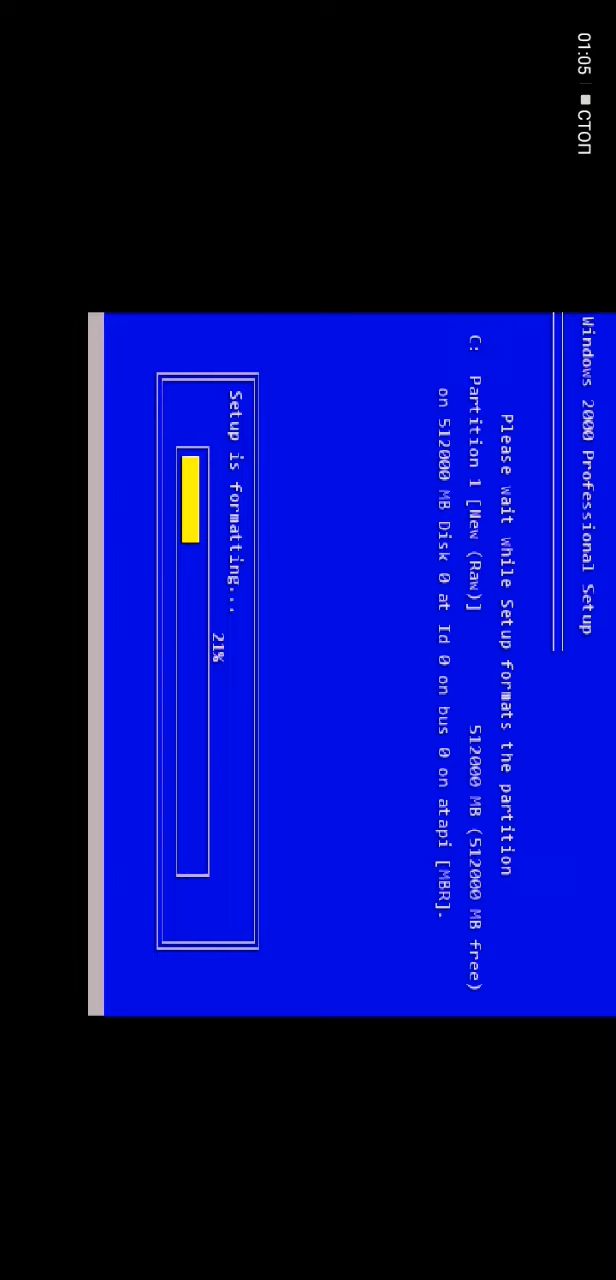 01:05 СТОП
Windows 2000 Professional Setup
Please wait while Setup formats the partition
C: Partition 1 [New (Raw)] 512000 MB (512000 MB free)
on 512000 MB Disk 0 at Id 0 on bus 0 on atapi [MBR].
Setup is formatting...
21%